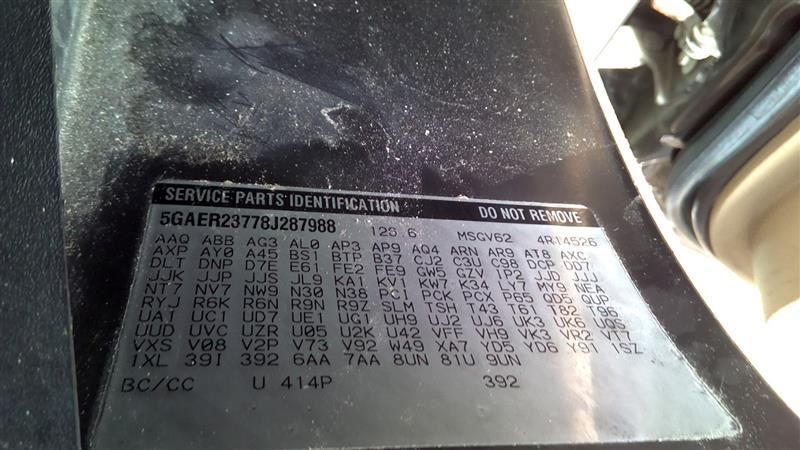 SERVICE PARTS IDENTIFICATION DO NOT REMOVE
5GAER23778J287988 125.6 MSGV62 4R14526
AAQ ABB AG3 AL0 AP3 AP9 AQ4 ARN AR9 AT8 AXC
AXP AY0 A45 BS1 BTP B37 CJ2 C3U C98 DCP DD7
DLT DNP D7E E61 FE2 FE9 GW5 GZV IP2 JJD JJJ
JJK JJP JJU JL9 KA1 KV1 KW7 K34 LY7 MY9 NEA
NT7 NV7 NW9 N30 N38 PCI PCK PCX P65 QD5 QUP
RYJ R6K R6N R9N R9Z SLM TSH T43 T61 T82 T96
UA1 UC1 UD7 UE1 UG1 UH9 UJ2 UJ6 UK3 UK6 UQS
UUD UVC UZR U05 U2K U42 VFF VH9 VK3 VR2 VT7
VXS V08 V2P V73 V92 W49 XA7 YD5 YD6 Y91 1SZ
1XL 39I 392 6AA 7AA 8UN 81U 9UN
BC/CC U 414P 392